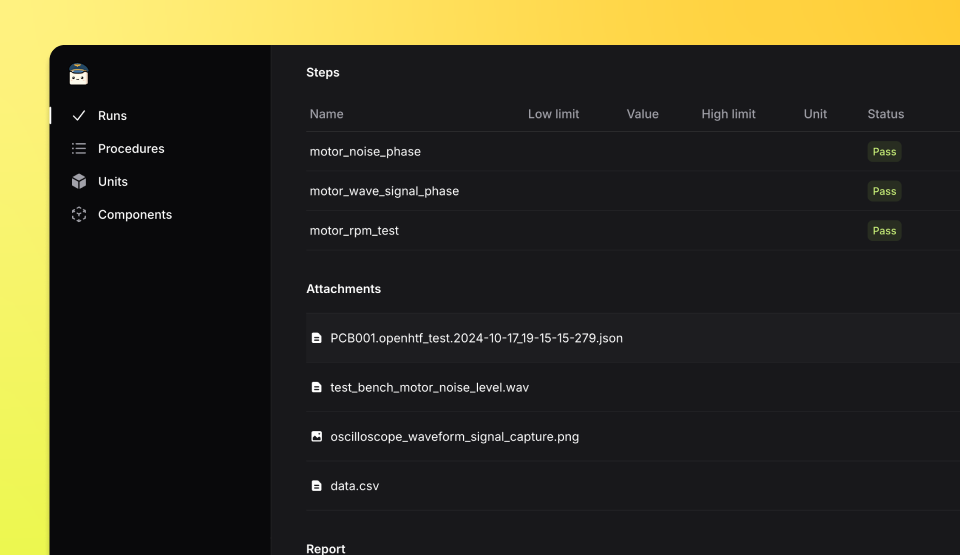 Runs
Procedures
Units
Components
Steps
Name Low limit Value High limit Unit Status
motor_noise_phase Pass
motor_wave_signal_phase Pass
motor_rpm_test Pass
Attachments
PCB001.openhtf_test.2024-10-17_19-15-15-279.json
test_bench_motor_noise_level.wav
oscilloscope_waveform_signal_capture.png
data.csv
Report